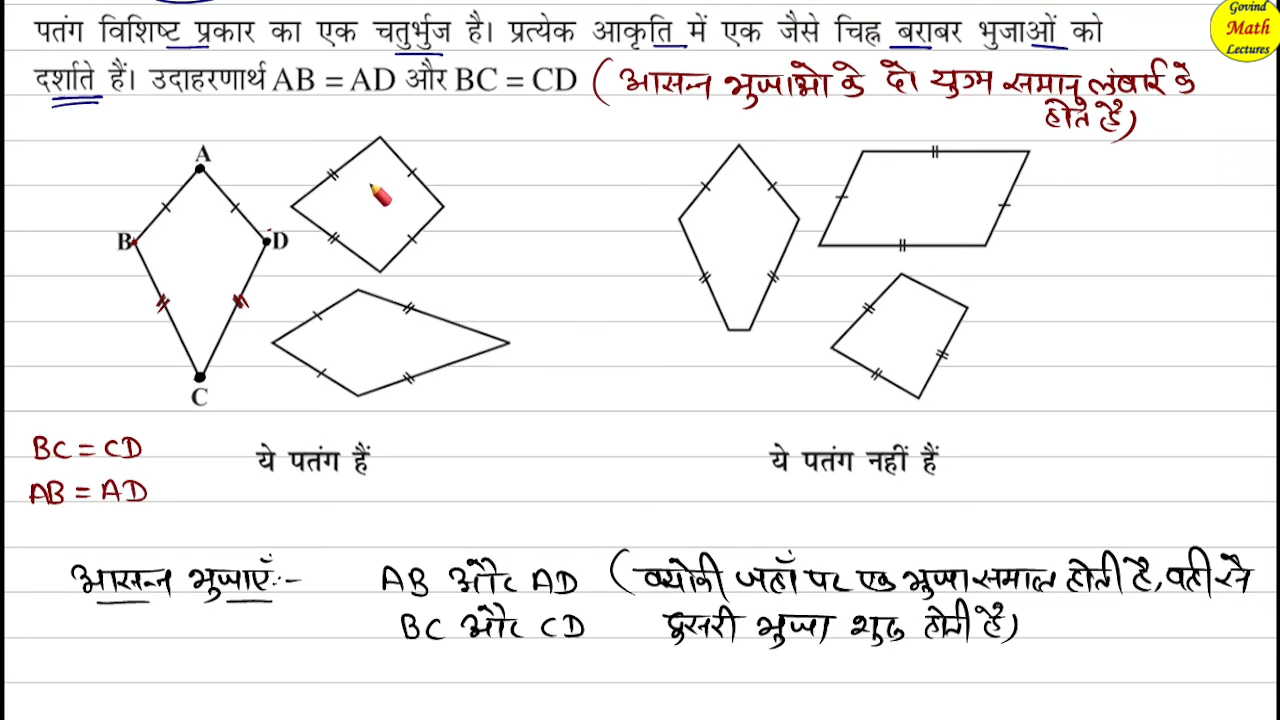 Govind
Math
Lectures
पतंग विशिष्ट प्रकार का एक चतुर्भुज है। प्रत्येक आकृति में एक जैसे चिह्न बराबर भुजाओं को
दर्शाते हैं। उदाहरणार्थ AB = AD और BC = CD (आसन्न भुजाओ के दो युग्म समान लंबाई के
होते है)
A
B
D
C
BC = CD
AB = AD
ये पतंग हैं
ये पतंग नहीं हैं
आसन्न भुजाएँ:- AB और AD (क्योकी जहाँ पर एक भुजा समाप्त होती है, वही से
BC और CD दुसरी भुजा शुरु होती है)